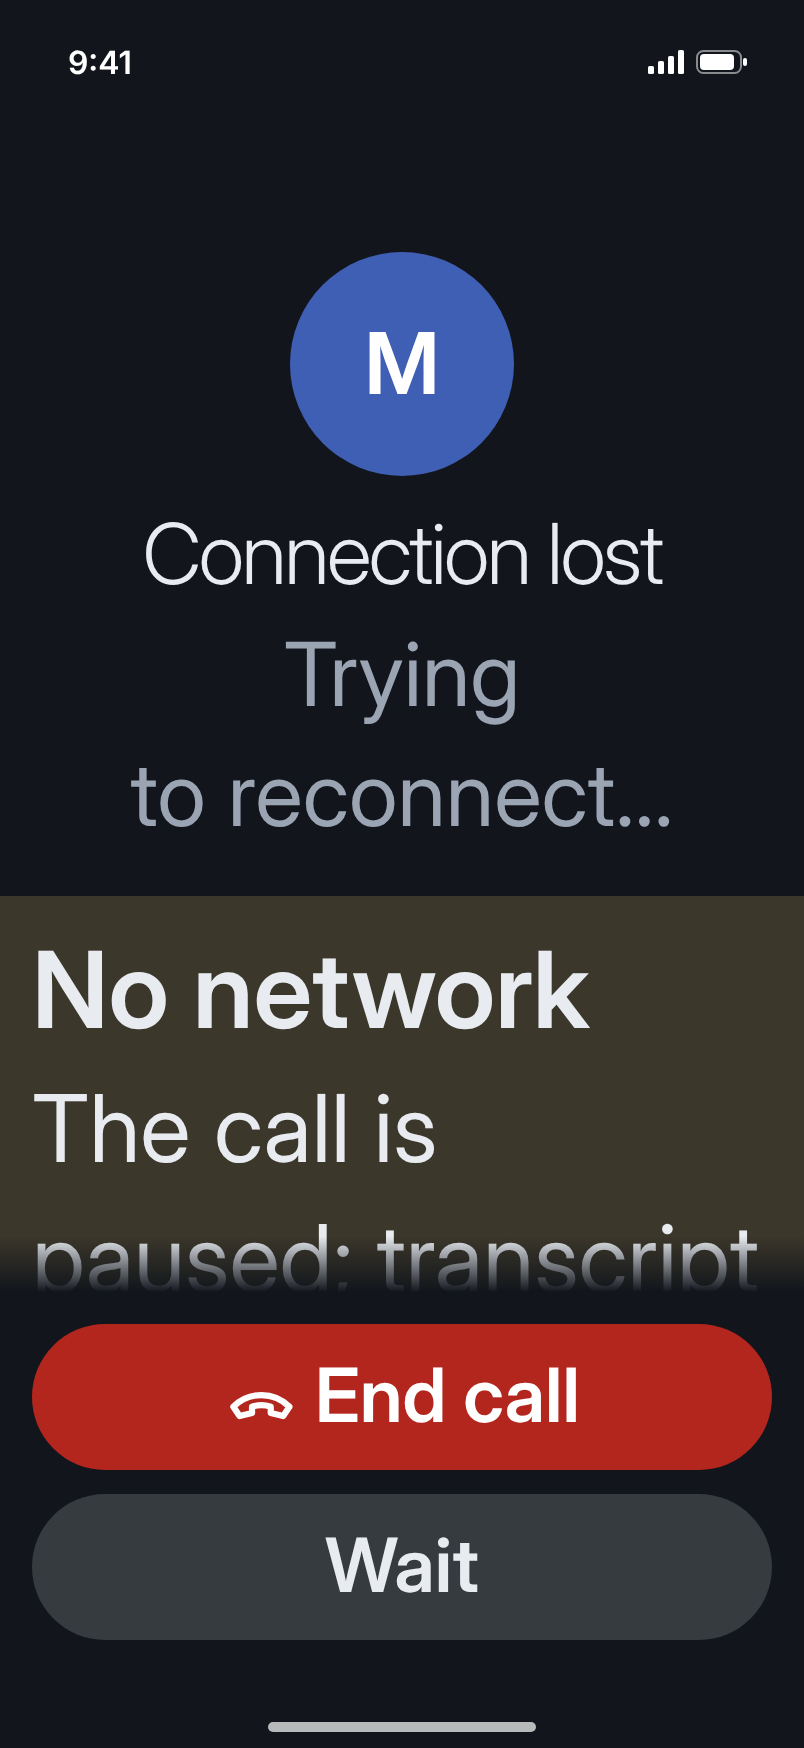 9:41
M
Connection lost
Trying
to reconnect...
No network
The call is
paused; transcript
End call
Wait